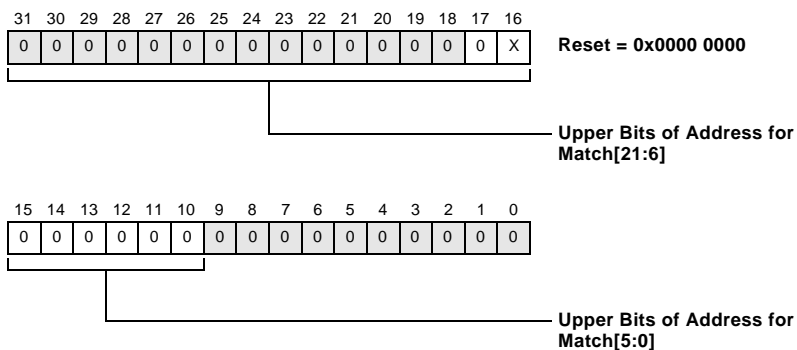 31 30 29 28 27 26 25 24 23 22 21 20 19 18 17 16
0 0 0 0 0 0 0 0 0 0 0 0 0 0 0 X Reset = 0x0000 0000
Upper Bits of Address for
Match[21:6]
15 14 13 12 11 10 9 8 7 6 5 4 3 2 1 0
0 0 0 0 0 0 0 0 0 0 0 0 0 0 0 0
Upper Bits of Address for
Match[5:0]